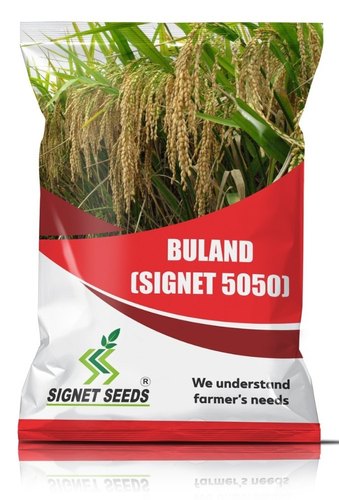 BULAND
(SIGNET 5050)
SIGNET SEEDS ®
We understand
farmer's needs